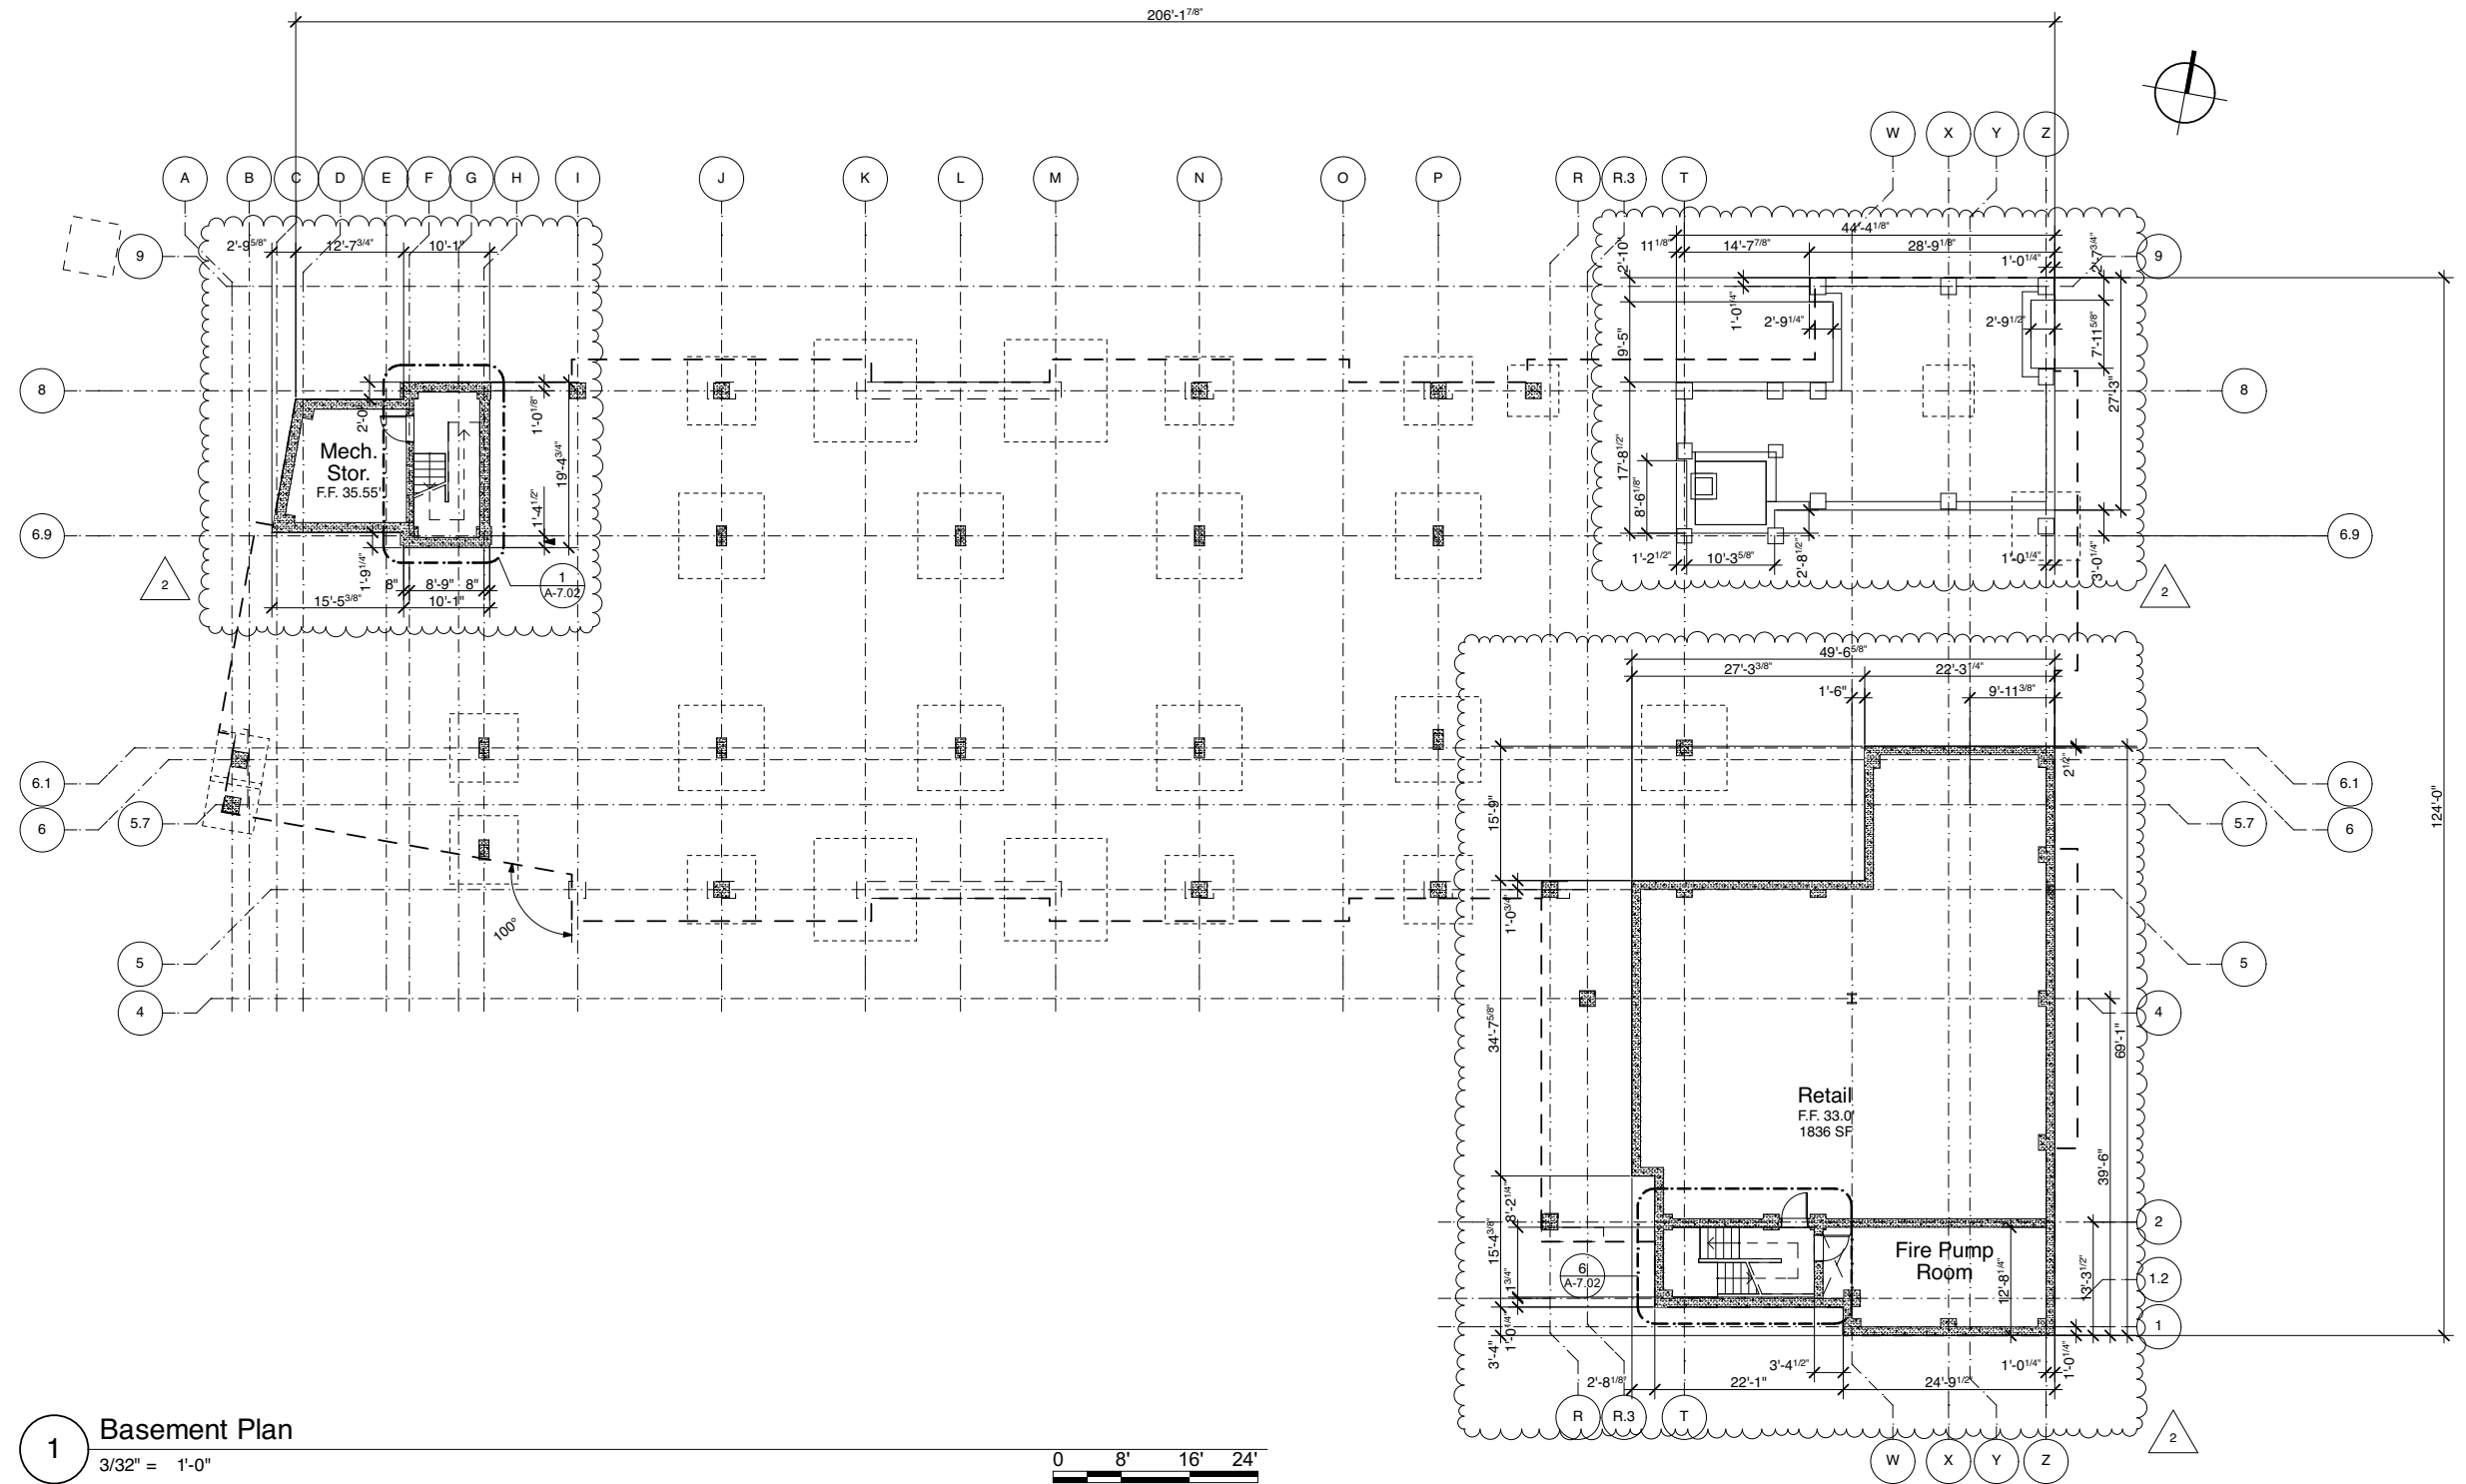 206'-1 7/8"
W X Y Z
A B C D E F G H I J K L M N O P R R.3 T
44'-4 1/8"
2'-9 5/8" 12'-7 3/4" 10'-1"
2'-10" 11 1/8" 14'-7 7/8" 28'-9 1/8" 2'-7 3/4"
9 9
1'-0 1/4"
1'-0 1/4" 2'-9 1/4" 2'-9 1/2" 7'-11 5/8"
9'-5"
8 8
27'-3"
2'-0" 1'-0 1/8"
Mech.
Stor.
F.F. 35.55'
19'-4 3/4"
17'-8 1/2"
8'-6 1/8"
1'-4 1/2"
6.9 6.9
1'-9 1/4" 2'-8 1/2" 3'-0 1/4"
1'-2 1/2" 10'-3 5/8" 1'-0 1/4"
2 8" 8'-9" 8" 1
A-7.02
2
15'-5 3/8" 10'-1"
49'-6 5/8"
27'-3 3/8" 22'-3 1/4"
1'-6" 9'-11 3/8"
2 1/2"
6.1 6.1
15'-9" 124'-0"
6 5.7 5.7 6
1'-0 3/4"
100°
5 5
4 4
34'-7 5/8" 69'-1"
Retail
F.F. 33.0'
1836 SF
39'-6"
8'-2 1/4"
2
15'-4 3/8"
Fire Pump
Room
6
A-7.02
1.2
1 3/4" 12'-8 1/4" 13'-3 1/2"
1
3'-4" 1'-0 1/4" 1'-0 1/4"
3'-4 1/2" 1'-0 1/4"
2'-8 1/8" 22'-1" 24'-9 1/2"
R R.3 T
2
W X Y Z
1 Basement Plan
3/32" = 1'-0"
0 8' 16' 24'